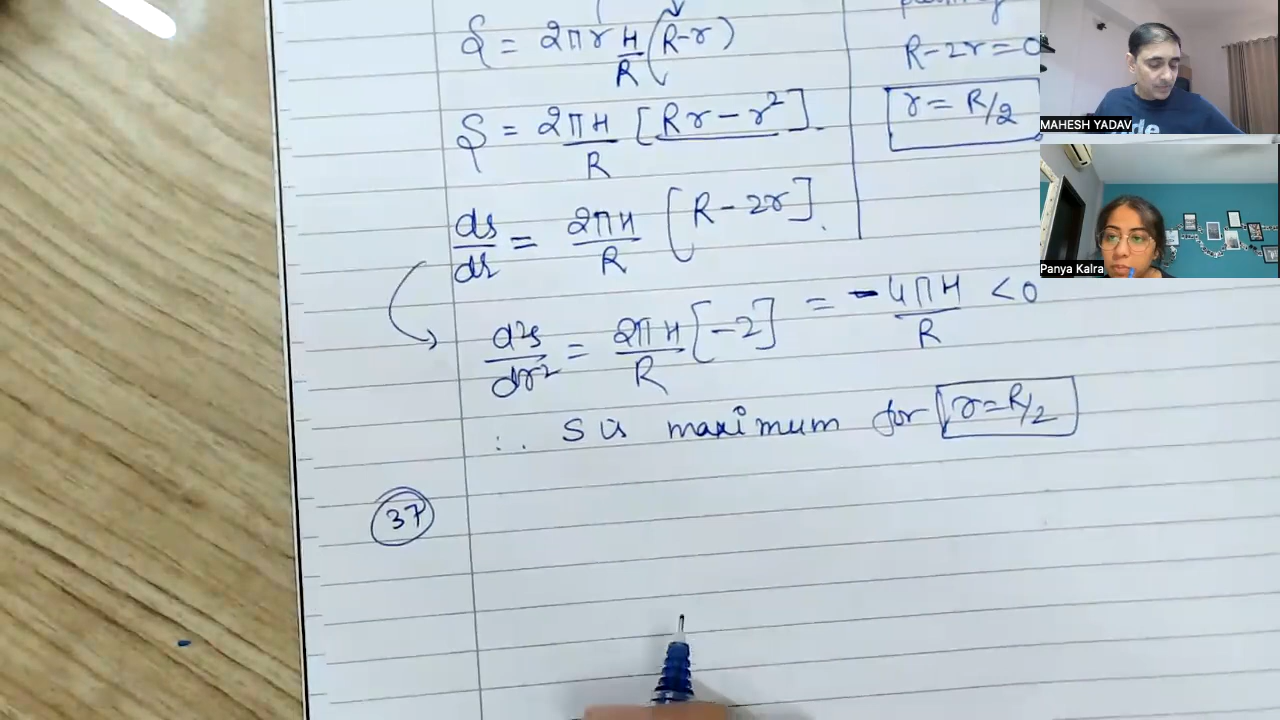 S = 2πr H/R (R-r)
S = 2πH/R [Rr - r²].
ds/dr = 2πH/R [R - 2r].
d²s/dr² = 2πH/R [-2] = -4πH/R < 0
∴ S is maximum for r = R/2
37
R - 2r = 0
r = R/2
MAHESH YADAV
de
Panya Kalra